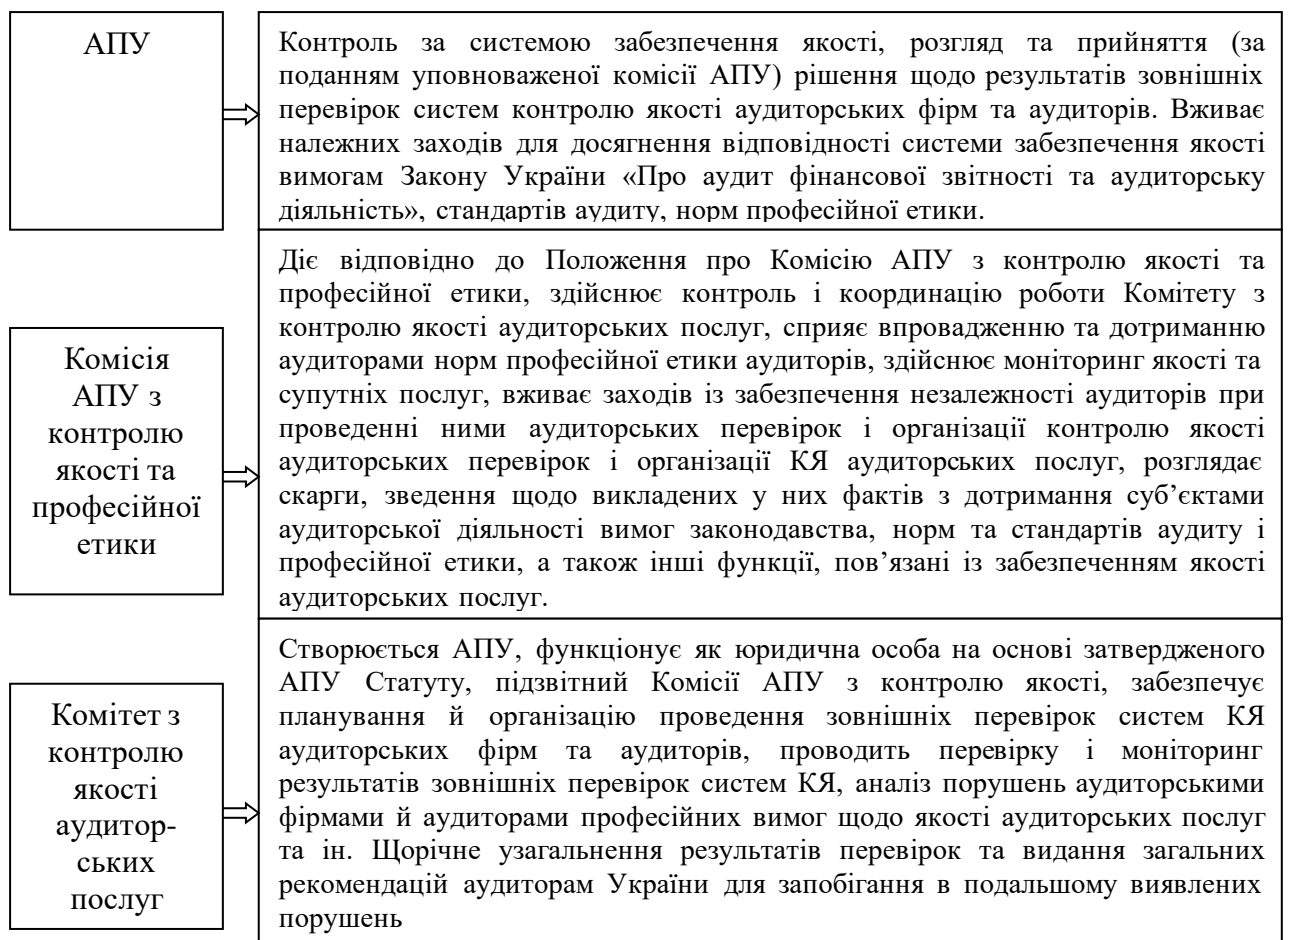 АПУ
Контроль за системою забезпечення якості, розгляд та прийняття (за
поданням уповноваженої комісії АПУ) рішення щодо результатів зовнішніх
перевірок систем контролю якості аудиторських фірм та аудиторів. Вживає
належних заходів для досягнення відповідності системи забезпечення якості
вимогам Закону України «Про аудит фінансової звітності та аудиторську
діяльність», стандартів аудиту, норм професійної етики.
Комісія
АПУ з
контролю
якості та
професійної
етики
Діє відповідно до Положення про Комісію АПУ з контролю якості та
професійної етики, здійснює контроль і координацію роботи Комітету з
контролю якості аудиторських послуг, сприяє впровадженню та дотриманню
аудиторами норм професійної етики аудиторів, здійснює моніторинг якості та
супутніх послуг, вживає заходів із забезпечення незалежності аудиторів при
проведенні ними аудиторських перевірок і організації контролю якості
аудиторських перевірок і організації КЯ аудиторських послуг, розглядає
скарги, зведення щодо викладених у них фактів з дотримання суб’єктами
аудиторської діяльності вимог законодавства, норм та стандартів аудиту і
професійної етики, а також інші функції, пов’язані із забезпеченням якості
аудиторських послуг.
Комітет з
контролю
якості
аудитор-
ських
послуг
Створюється АПУ, функціонує як юридична особа на основі затвердженого
АПУ Статуту, підзвітний Комісії АПУ з контролю якості, забезпечує
планування й організацію проведення зовнішніх перевірок систем КЯ
аудиторських фірм та аудиторів, проводить перевірку і моніторинг
результатів зовнішніх перевірок систем КЯ, аналіз порушень аудиторськими
фірмами й аудиторами професійних вимог щодо якості аудиторських послуг
та ін. Щорічне узагальнення результатів перевірок та видання загальних
рекомендацій аудиторам України для запобігання в подальшому виявлених
порушень